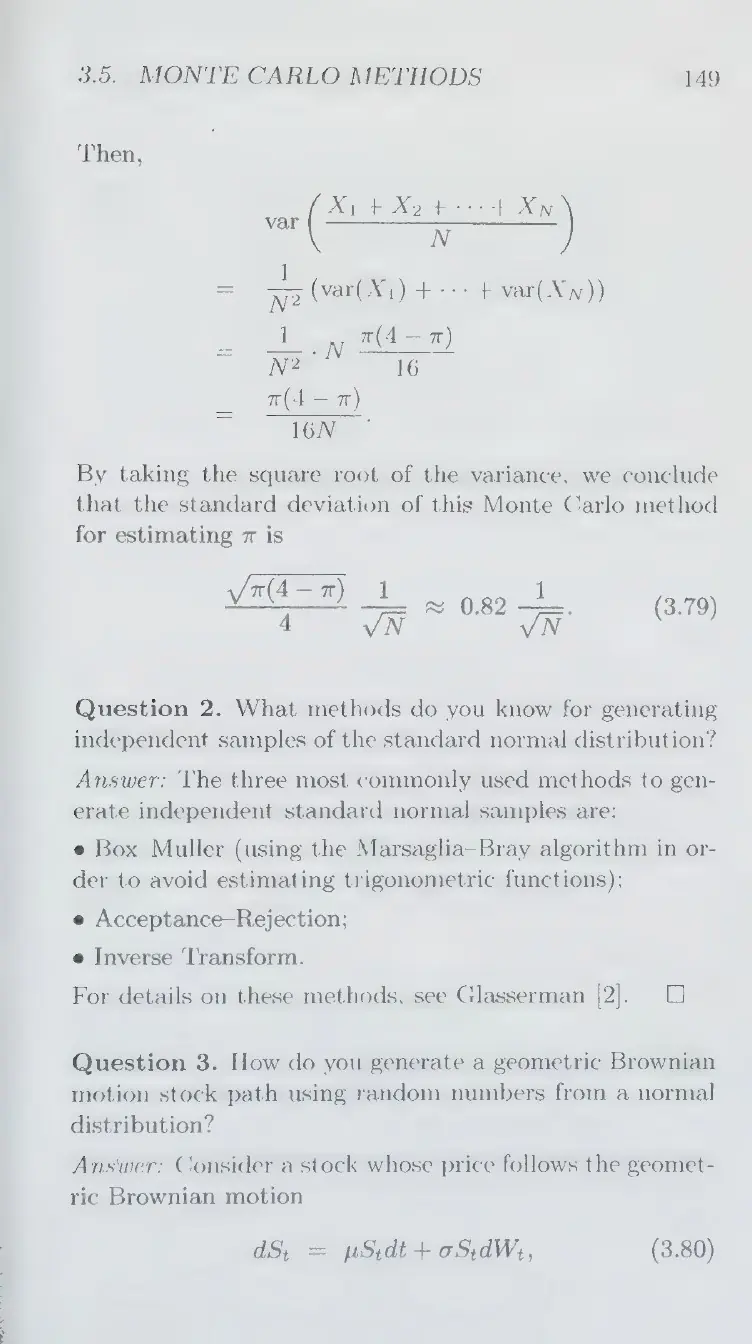 3.5. MONTE CARLO METHODS 149
Then,
var ( (X₁ + X₂ + ··· + X_N) / N )
= 1/N² (var(X₁) + ··· + var(X_N))
= 1/N² · N π(4 − π)/16
= π(4 − π)/16N .
By taking the square root of the variance, we conclude
that the standard deviation of this Monte Carlo method
for estimating π is
√(π(4 − π))/4 1/√N ≈ 0.82 1/√N. (3.79)
Question 2. What methods do you know for generating
independent samples of the standard normal distribution?
Answer: The three most commonly used methods to gen-
erate independent standard normal samples are:
• Box Muller (using the Marsaglia–Bray algorithm in or-
der to avoid estimating trigonometric functions);
• Acceptance–Rejection;
• Inverse Transform.
For details on these methods, see Glasserman [2]. □
Question 3. How do you generate a geometric Brownian
motion stock path using random numbers from a normal
distribution?
Answer: Consider a stock whose price follows the geomet-
ric Brownian motion
dS_t = μS_t dt + σS_t dW_t, (3.80)